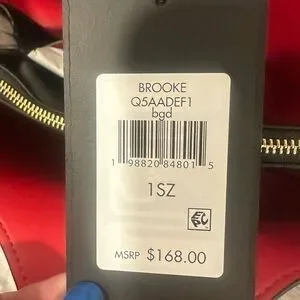 BROOKE
Q5AADEF1
bgd
1 98820 84801 5
1SZ
MSRP $168.00